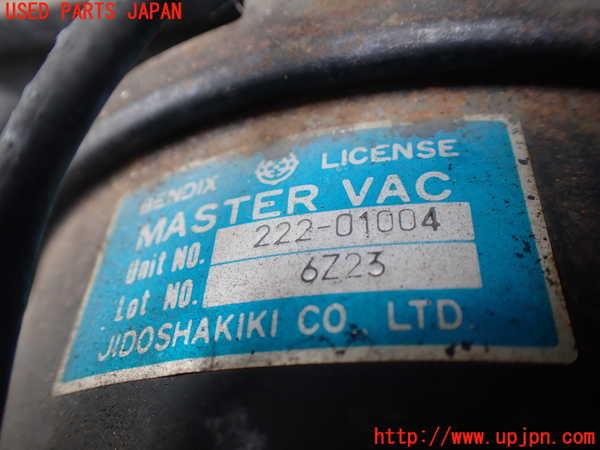 USED PARTS JAPAN
BENDIX LICENSE
MASTER VAC
Unit NO. 222-01004
Lot NO. 6Z23
JIDOSHAKIKI CO. LTD.
http://www.upjpn.com/